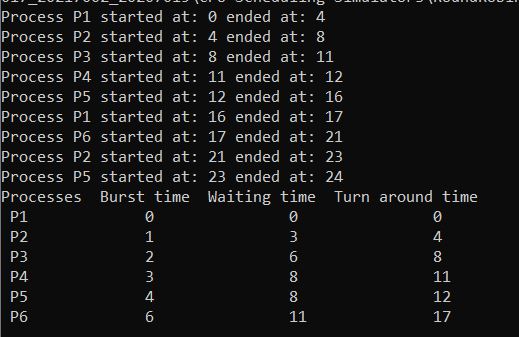 Process P1 started at: 0 ended at: 4
Process P2 started at: 4 ended at: 8
Process P3 started at: 8 ended at: 11
Process P4 started at: 11 ended at: 12
Process P5 started at: 12 ended at: 16
Process P1 started at: 16 ended at: 17
Process P6 started at: 17 ended at: 21
Process P2 started at: 21 ended at: 23
Process P5 started at: 23 ended at: 24
Processes Burst time Waiting time Turn around time
P1 0 0 0
P2 1 3 4
P3 2 6 8
P4 3 8 11
P5 4 8 12
P6 6 11 17